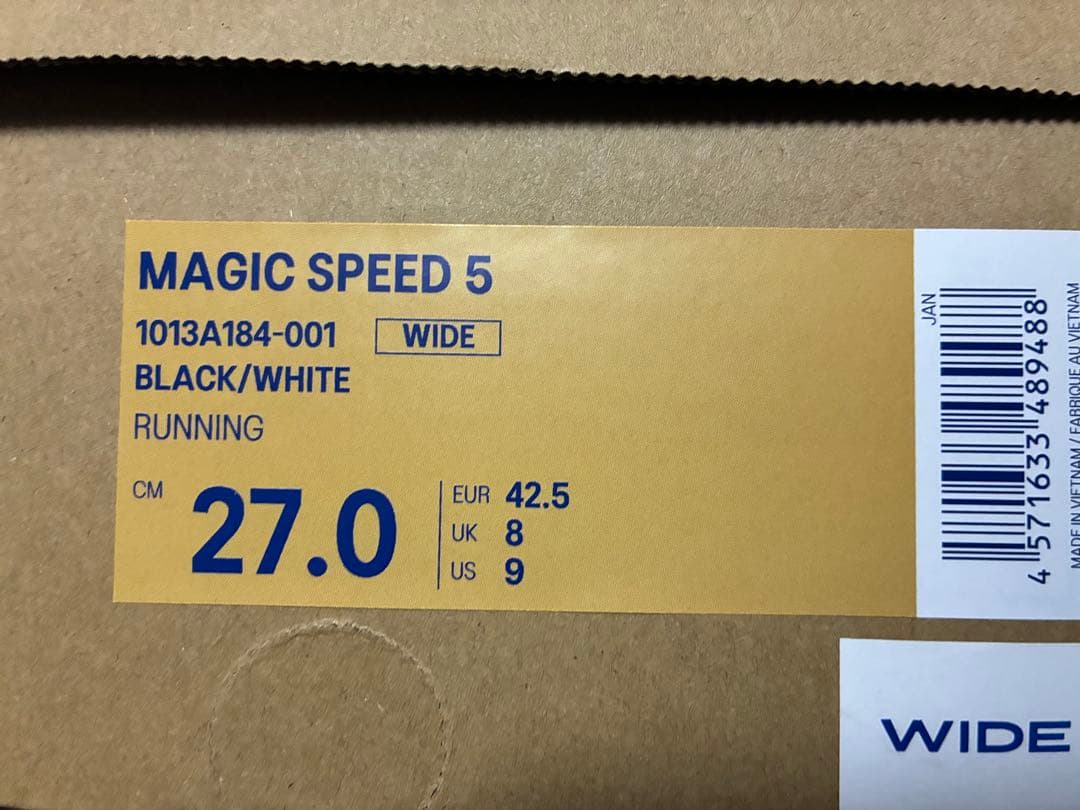 MAGIC SPEED 5
1013A184-001 WIDE
BLACK/WHITE
RUNNING
CM 27.0
EUR 42.5
UK 8
US 9
JAN
4 571633 489488
MADE IN VIETNAM / FABRIQUE AU VIETNAM
WIDE